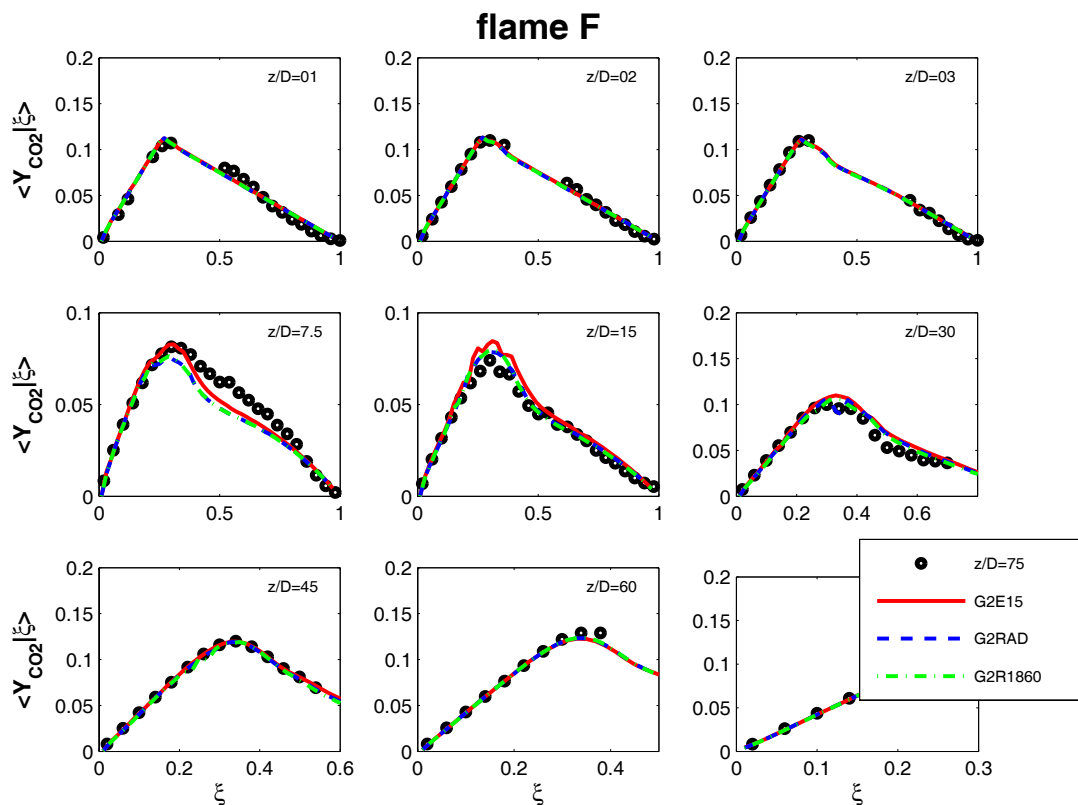 flame F
<Y_CO2|ξ>
0.2 0.15 0.1 0.05 0
z/D=01
0 0.5 1
0.2 0.15 0.1 0.05 0
z/D=02
0 0.5 1
0.2 0.15 0.1 0.05 0
z/D=03
0 0.5 1
<Y_CO2|ξ>
0.1 0.05 0
z/D=7.5
0 0.5 1
0.1 0.05 0
z/D=15
0 0.5 1
0.2 0.15 0.1 0.05 0
z/D=30
0 0.2 0.4 0.6 0.8
<Y_CO2|ξ>
0.2 0.15 0.1 0.05 0
z/D=45
0 0.2 0.4 0.6
ξ
0.2 0.15 0.1 0.05 0
z/D=60
0 0.5
ξ
0.2 0.15 0.1 0.05 0
z/D=75
G2E15
G2RAD
G2R1860
0 0.1 0.2 0.3
ξ